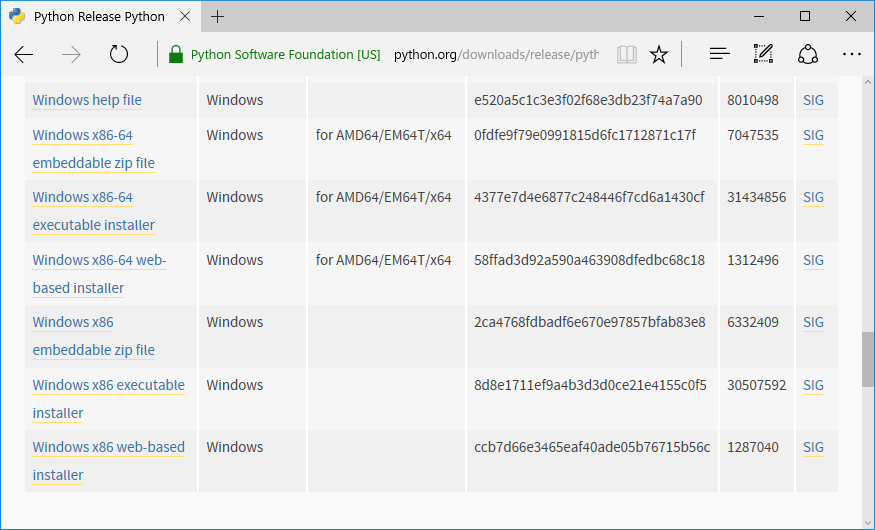 Python Release Python
Python Software Foundation [US] python.org/downloads/release/pyth
Windows help file Windows e520a5c1c3e3f02f68e3db23f74a7a90 8010498 SIG
Windows x86-64 Windows for AMD64/EM64T/x64 0fdfe9f79e0991815d6fc1712871c17f 7047535 SIG
embeddable zip file
Windows x86-64 Windows for AMD64/EM64T/x64 4377e7d4e6877c248446f7cd6a1430cf 31434856 SIG
executable installer
Windows x86-64 web- Windows for AMD64/EM64T/x64 58ffad3d92a590a463908dfedbc68c18 1312496 SIG
based installer
Windows x86 Windows 2ca4768fdbadf6e670e97857bfab83e8 6332409 SIG
embeddable zip file
Windows x86 executable Windows 8d8e1711ef9a4b3d3d0ce21e4155c0f5 30507592 SIG
installer
Windows x86 web-based Windows ccb7d66e3465eaf40ade05b76715b56c 1287040 SIG
installer